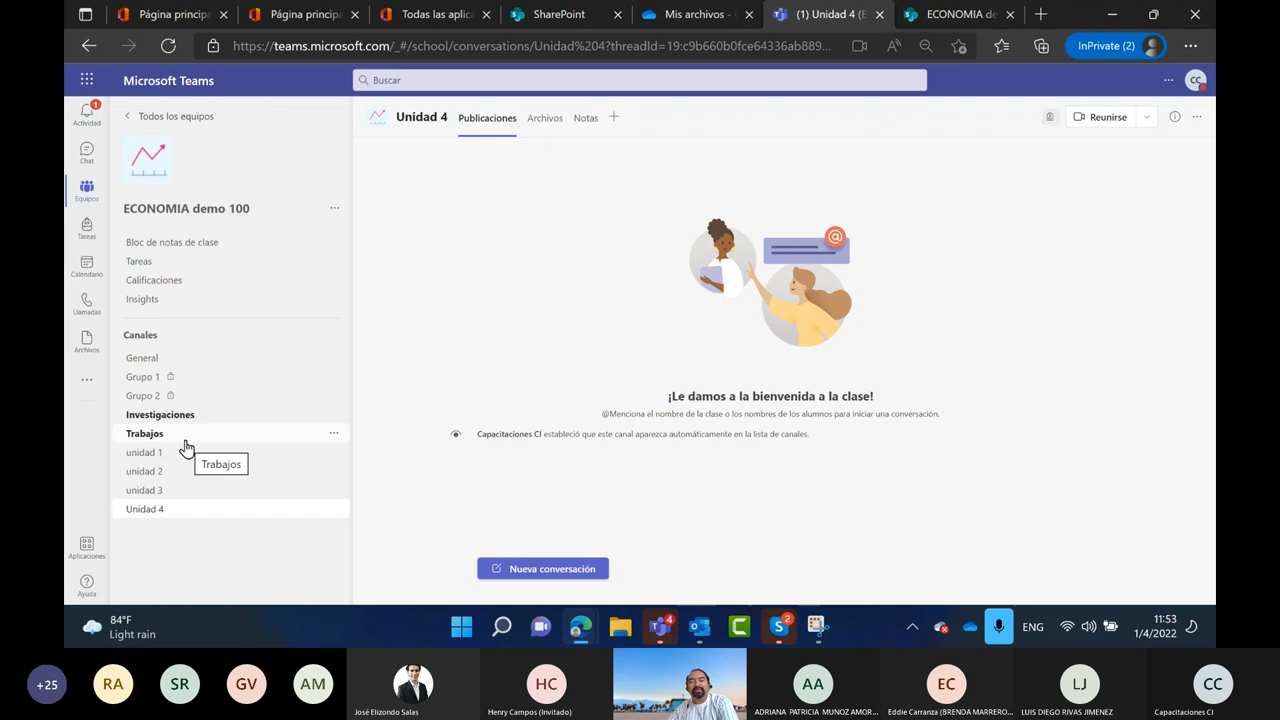 Página principa
Página principa
Todas las aplica
SharePoint
Mis archivos - O
(1) Unidad 4 (E
ECONOMIA de
https://teams.microsoft.com/_#/school/conversations/Unidad%204?threadId=19:c9b660b0fce64336ab889...
InPrivate (2)
Microsoft Teams
Buscar
CC
1
Actividad
Chat
Equipos
Tareas
Calendario
Llamadas
Archivos
Aplicaciones
Ayuda
Todos los equipos
ECONOMIA demo 100
Bloc de notas de clase
Tareas
Calificaciones
Insights
Canales
General
Grupo 1
Grupo 2
Investigaciones
Trabajos
Trabajos
unidad 1
unidad 2
unidad 3
Unidad 4
Unidad 4
Publicaciones
Archivos
Notas
Reunirse
@
¡Le damos a la bienvenida a la clase!
@Menciona el nombre de la clase o los nombres de los alumnos para iniciar una conversación.
Capacitaciones CI estableció que este canal aparezca automáticamente en la lista de canales.
Nueva conversación
84°F
Light rain
4
2
ENG
11:53
1/4/2022
+25
RA
SR
GV
AM
José Elizondo Salas
HC
Henry Campos (Invitado)
AA
ADRIANA PATRICIA MUNOZ AMOR...
EC
Eddie Carranza (BRENDA MARRERO...
LJ
LUIS DIEGO RIVAS JIMENEZ
CC
Capacitaciones CI